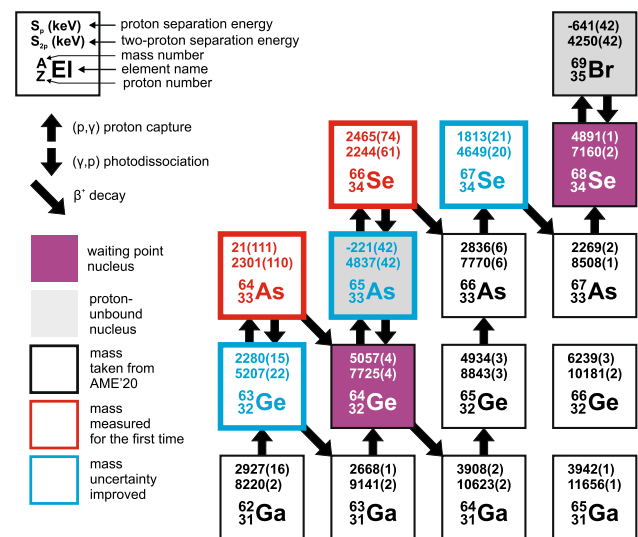 Sₚ (keV)
proton separation energy
S₂ₚ (keV)
two-proton separation energy
mass number
A
Z
El
element name
proton number
(p,γ) proton capture
(γ,p) photodissociation
β⁺ decay
waiting point
nucleus
proton-
unbound
nucleus
mass
taken from
AME'20
mass
measured
for the first time
mass
uncertainty
improved
-641(42)
4250(42)
69
35
Br
2465(74)
2244(61)
66
34
Se
1813(21)
4649(20)
67
34
Se
4891(1)
7160(2)
68
34
Se
21(111)
2301(110)
64
33
As
-221(42)
4837(42)
65
33
As
2836(6)
7770(6)
66
33
As
2269(2)
8508(1)
67
33
As
2280(15)
5207(22)
63
32
Ge
5057(4)
7725(4)
64
32
Ge
4934(3)
8843(3)
65
32
Ge
6239(3)
10181(2)
66
32
Ge
2927(16)
8220(2)
62
31
Ga
2668(1)
9141(2)
63
31
Ga
3908(2)
10623(2)
64
31
Ga
3942(1)
11656(1)
65
31
Ga